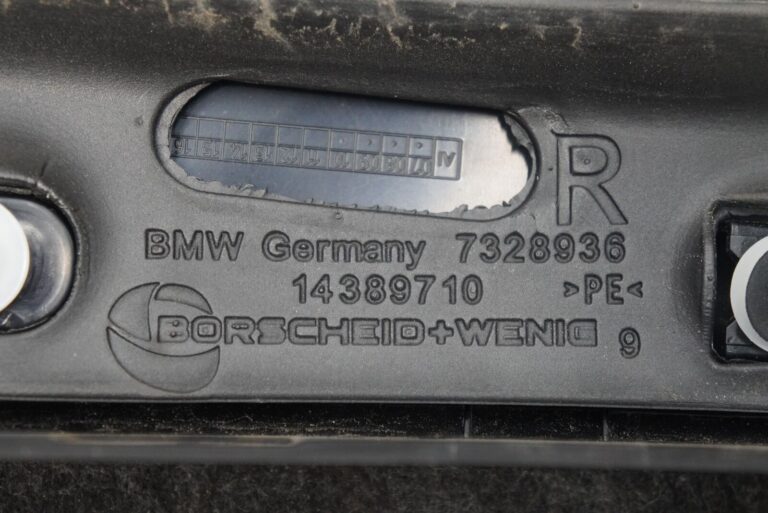 R
BMW Germany 7328936
14389710 >PE<
BORSCHEID+WENIG 9